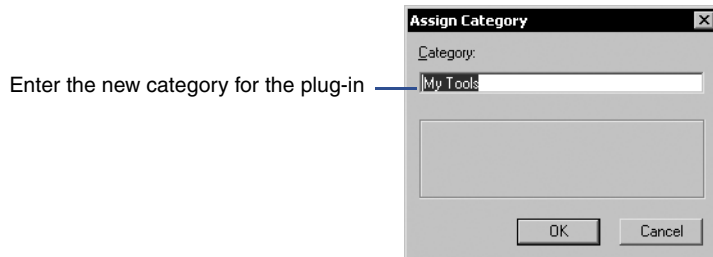 Assign Category
Category:
Enter the new category for the plug-in
My Tools
OK Cancel